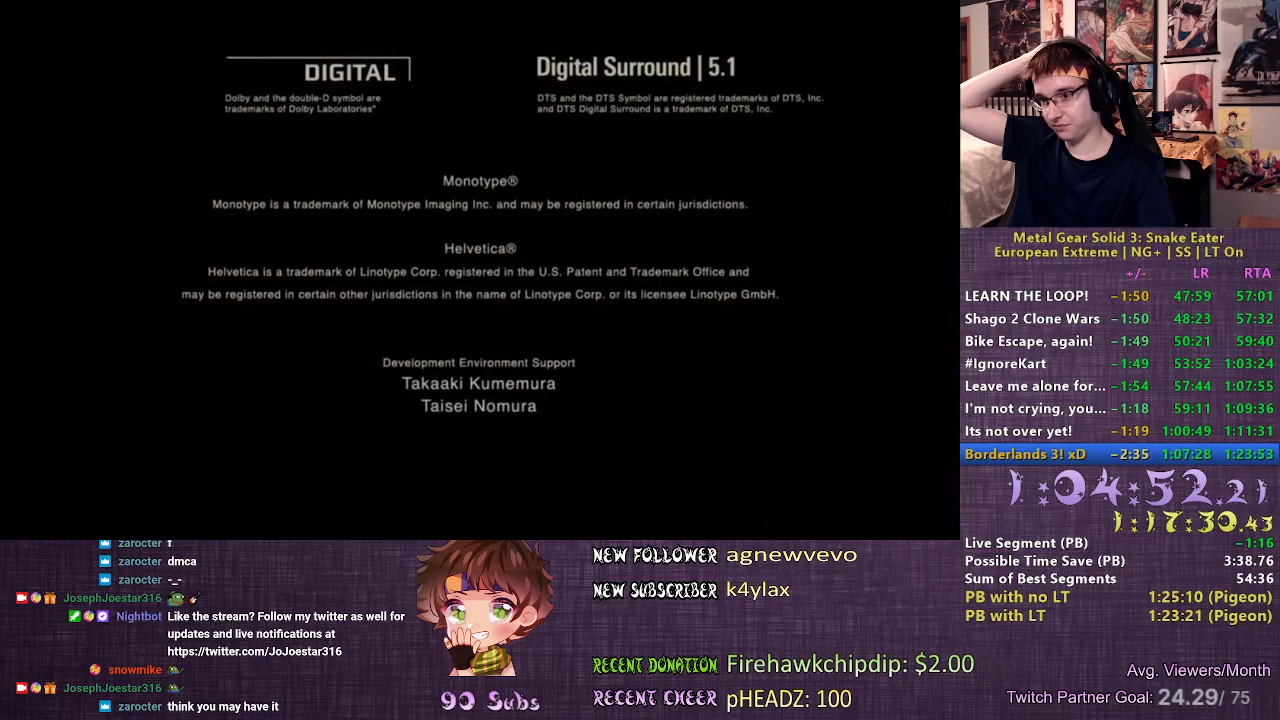 DIGITAL
Dolby and the double-D symbol are
trademarks of Dolby Laboratories"
Digital Surround | 5.1
DTS and the DTS Symbol are registered trademarks of DTS, Inc.
and DTS Digital Surround is a trademark of DTS, Inc.
Monotype®
Monotype is a trademark of Monotype Imaging Inc. and may be registered in certain jurisdictions.
Helvetica®
Helvetica is a trademark of Linotype Corp. registered in the U.S. Patent and Trademark Office and
may be registered in certain other jurisdictions in the name of Linotype Corp. or its licensee Linotype GmbH.
Development Environment Support
Takaaki Kumemura
Taisei Nomura
Metal Gear Solid 3: Snake Eater
European Extreme | NG+ | SS | LT On
+/- LR RTA
LEARN THE LOOP! -1:50 47:59 57:01
Shago 2 Clone Wars -1:50 48:23 57:32
Bike Escape, again! -1:49 50:21 59:40
#IgnoreKart -1:49 53:52 1:03:24
Leave me alone for... -1:54 57:44 1:07:55
I'm not crying, you... -1:18 59:11 1:09:36
Its not over yet! -1:19 1:00:49 1:11:31
Borderlands 3! xD -2:35 1:07:28 1:23:53
1:04:52.21
1:17:30.43
Live Segment (PB) -1:16
Possible Time Save (PB) 3:38.76
Sum of Best Segments 54:36
PB with no LT 1:25:10 (Pigeon)
PB with LT 1:23:21 (Pigeon)
Avg. Viewers/Month
Twitch Partner Goal: 24.29/ 75
zarocter
zarocter dmca
zarocter -_-
JosephJoestar316
Nightbot Like the stream? Follow my twitter as well for
updates and live notifications at
https://twitter.com/JoJoestar316
snowmike
JosephJoestar316
zarocter think you may have it
90 Subs
NEW FOLLOWER agnewvevo
NEW SUBSCRIBER k4ylax
RECENT DONATION Firehawkchipdip: $2.00
RECENT CHEER pHEADZ: 100